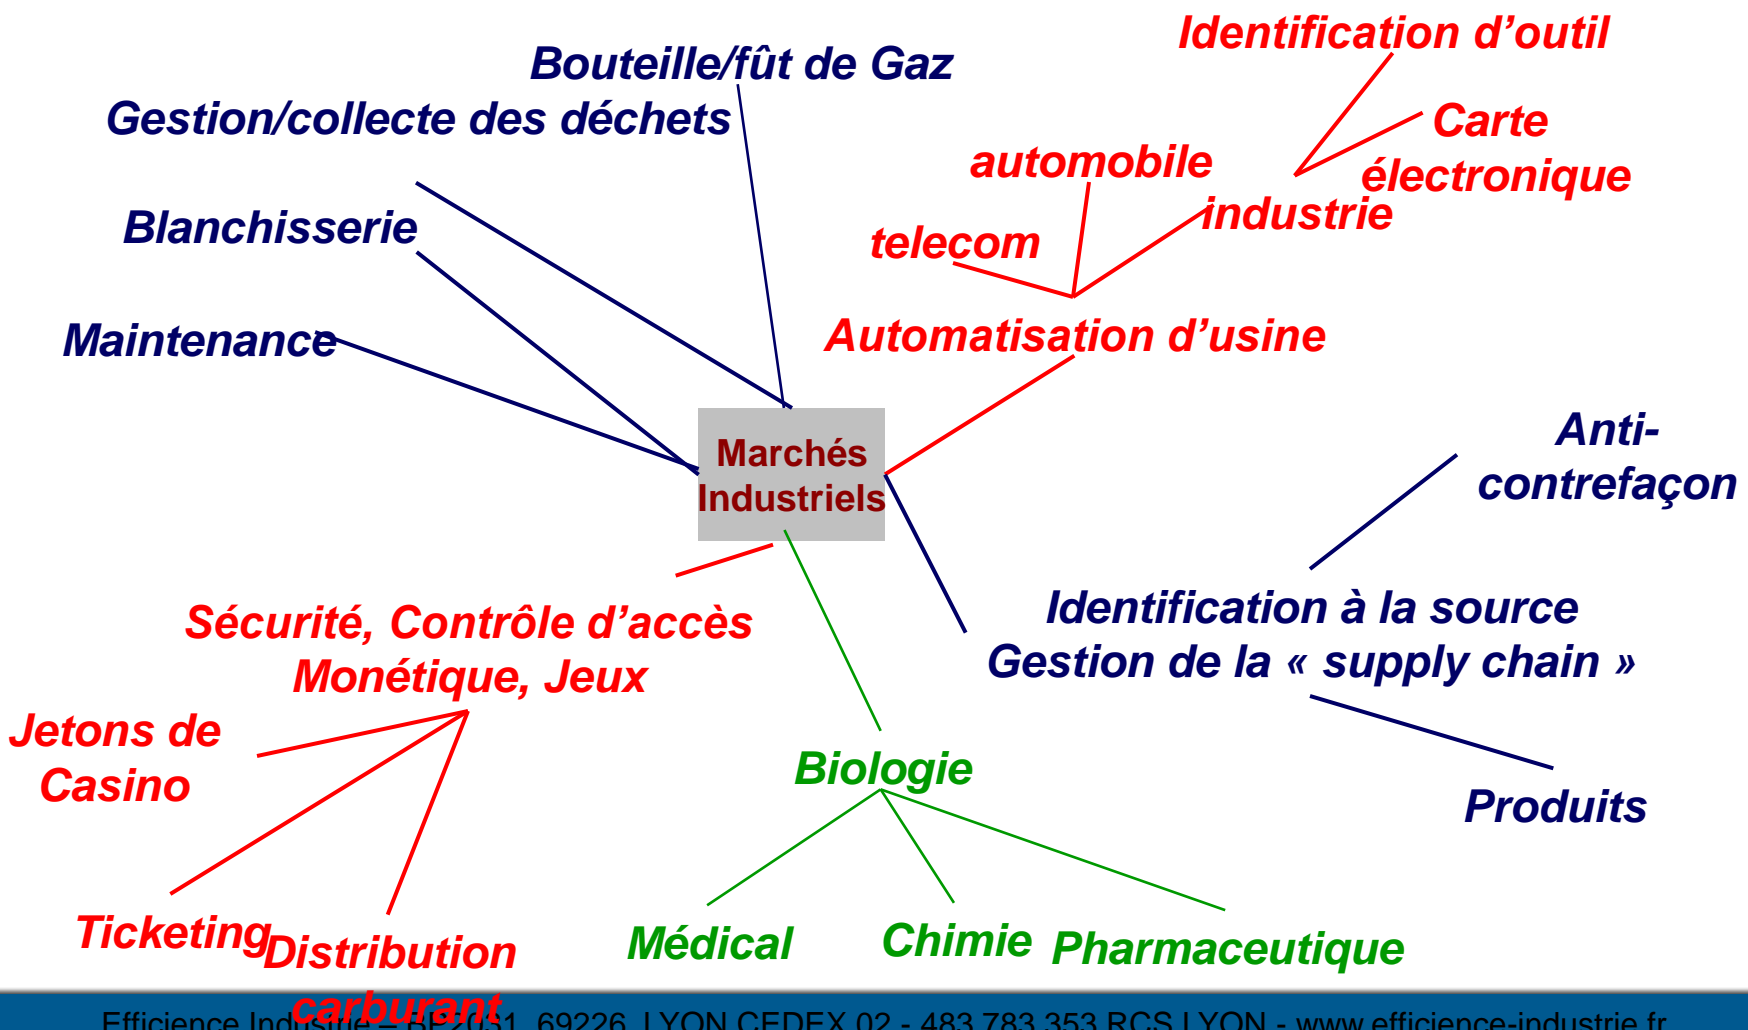 Identification d’outil
Bouteille/fût de Gaz
Gestion/collecte des déchets
Carte
électronique
automobile
industrie
telecom
Blanchisserie
Maintenance
Automatisation d’usine
Marchés
Industriels
Anti-
contrefaçon
Identification à la source
Gestion de la « supply chain »
Sécurité, Contrôle d’accès
Monétique, Jeux
Jetons de
Casino
Biologie
Produits
Ticketing
Distribution
carburant
Médical
Chimie
Pharmaceutique
Efficience Industrie – BP2031 69226 LYON CEDEX 02 - 483 783 353 RCS LYON - www.efficience-industrie.fr